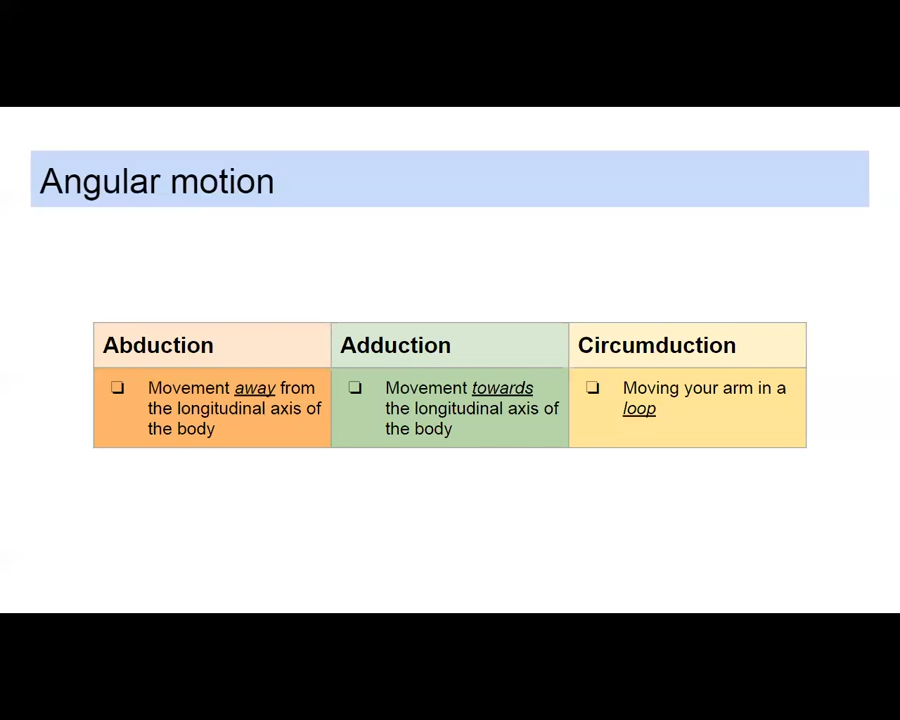 Angular motion
Abduction
❏ Movement away from
the longitudinal axis of
the body
Adduction
❏ Movement towards
the longitudinal axis of
the body
Circumduction
❏ Moving your arm in a
loop